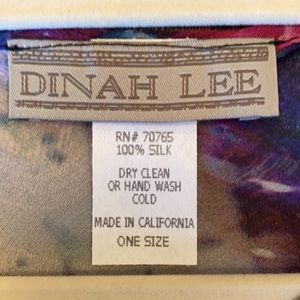 DINAH LEE
RN# 70765
100% SILK
DRY CLEAN
OR HAND WASH
COLD
MADE IN CALIFORNIA
ONE SIZE